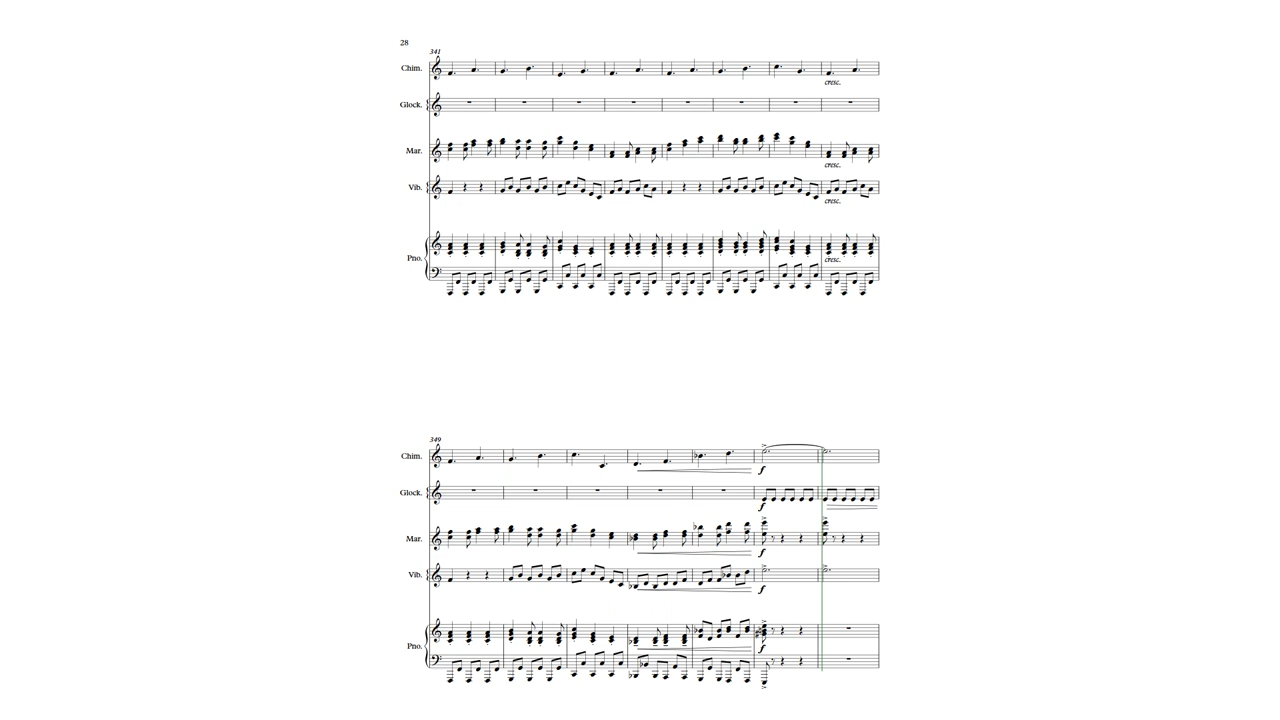 28
341
Chim.
cresc.
Glock.
Mar.
cresc.
Vib.
cresc.
Pno.
cresc.
349
Chim.
f
Glock.
f
Mar.
f
Vib.
f
Pno.
f